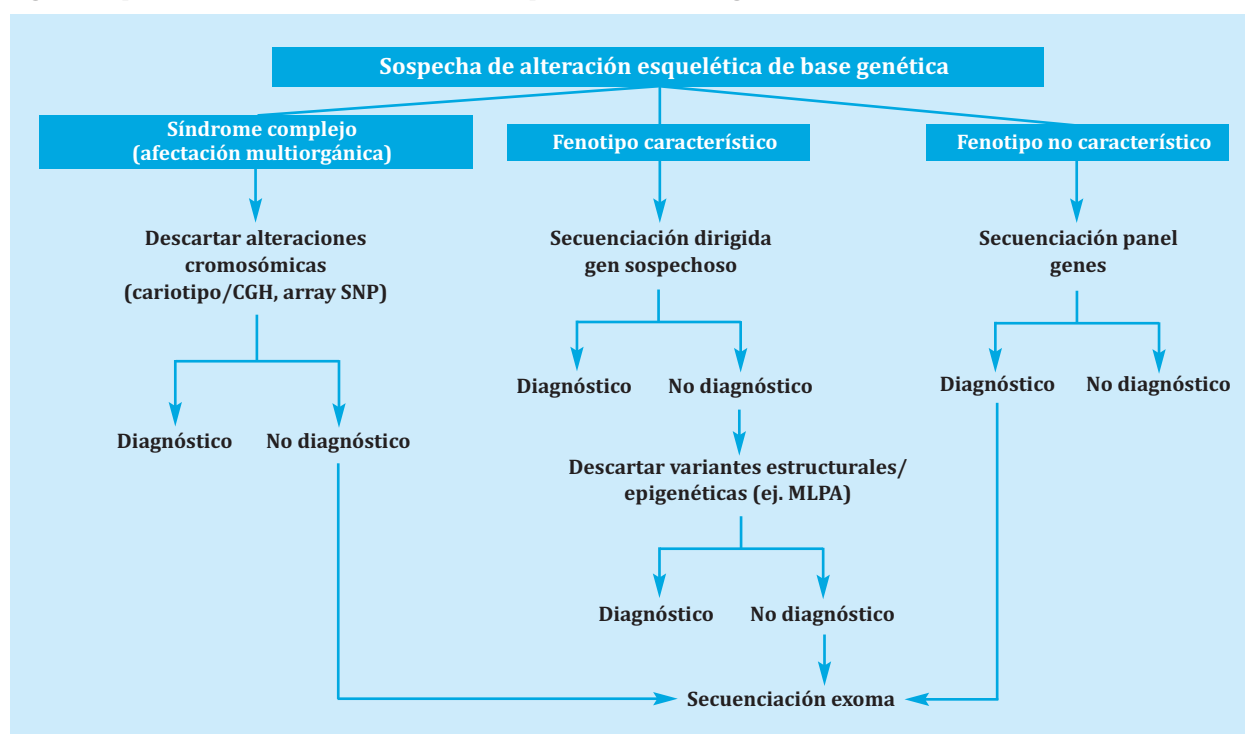 Sospecha de alteración esquelética de base genética
Síndrome complejo
(afectación multiorgánica)
Fenotipo característico
Fenotipo no característico
Descartar alteraciones
cromosómicas
(cariotipo/CGH, array SNP)
Secuenciación dirigida
gen sospechoso
Secuenciación panel
genes
Diagnóstico
No diagnóstico
Diagnóstico
No diagnóstico
Diagnóstico
No diagnóstico
Descartar variantes estructurales/
epigenéticas (ej. MLPA)
Diagnóstico
No diagnóstico
Secuenciación exoma